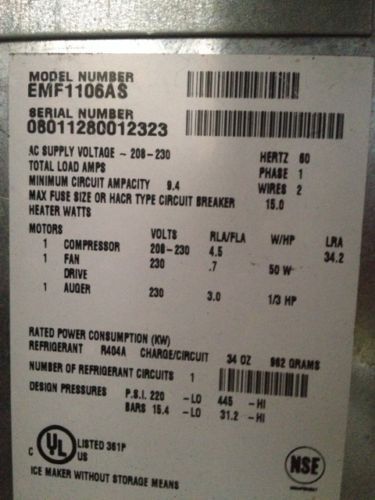 MODEL NUMBER
EMF1106AS
SERIAL NUMBER
08011280012323
AC SUPPLY VOLTAGE ~ 208-230 HERTZ 60
TOTAL LOAD AMPS PHASE 1
MINIMUM CIRCUIT AMPACITY 9.4 WIRES 2
MAX FUSE SIZE OR HACR TYPE CIRCUIT BREAKER 15.0
HEATER WATTS
MOTORS VOLTS RLA/FLA W/HP LRA
1 COMPRESSOR 208-230 4.5 34.2
1 FAN 230 .7 50 W
DRIVE
1 AUGER 230 3.0 1/3 HP
RATED POWER CONSUMPTION (KW)
REFRIGERANT R404A CHARGE/CIRCUIT 34 OZ 962 GRAMS
NUMBER OF REFRIGERANT CIRCUITS 1
DESIGN PRESSURES P.S.I. 220 -LO 445 -HI
BARS 15.4 -LO 31.2 -HI
C UL US LISTED 361P
ICE MAKER WITHOUT STORAGE MEANS
NSF